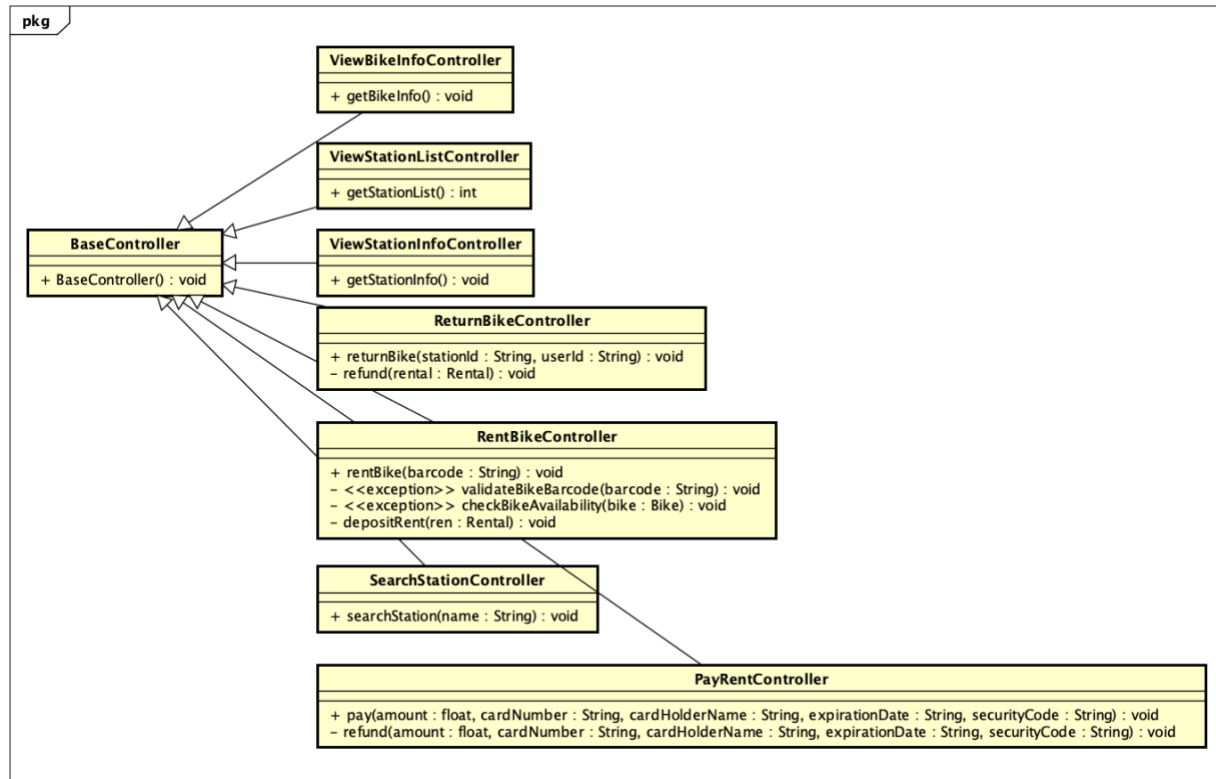 pkg
ViewBikeInfoController
+ getBikeInfo() : void
ViewStationListController
+ getStationList() : int
BaseController
+ BaseController() : void
ViewStationInfoController
+ getStationInfo() : void
ReturnBikeController
+ returnBike(stationId : String, userId : String) : void
− refund(rental : Rental) : void
RentBikeController
+ rentBike(barcode : String) : void
− <<exception>> validateBikeBarcode(barcode : String) : void
− <<exception>> checkBikeAvailability(bike : Bike) : void
− depositRent(ren : Rental) : void
SearchStationController
+ searchStation(name : String) : void
PayRentController
+ pay(amount : float, cardNumber : String, cardHolderName : String, expirationDate : String, securityCode : String) : void
− refund(amount : float, cardNumber : String, cardHolderName : String, expirationDate : String, securityCode : String) : void